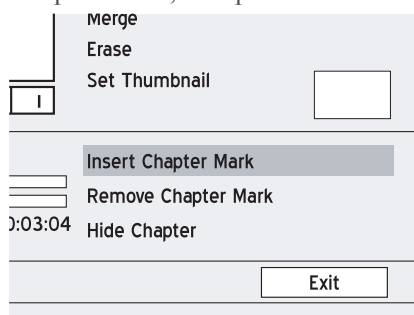 Merge
Erase
Set Thumbnail
Insert Chapter Mark
Remove Chapter Mark
0:03:04
Hide Chapter
Exit